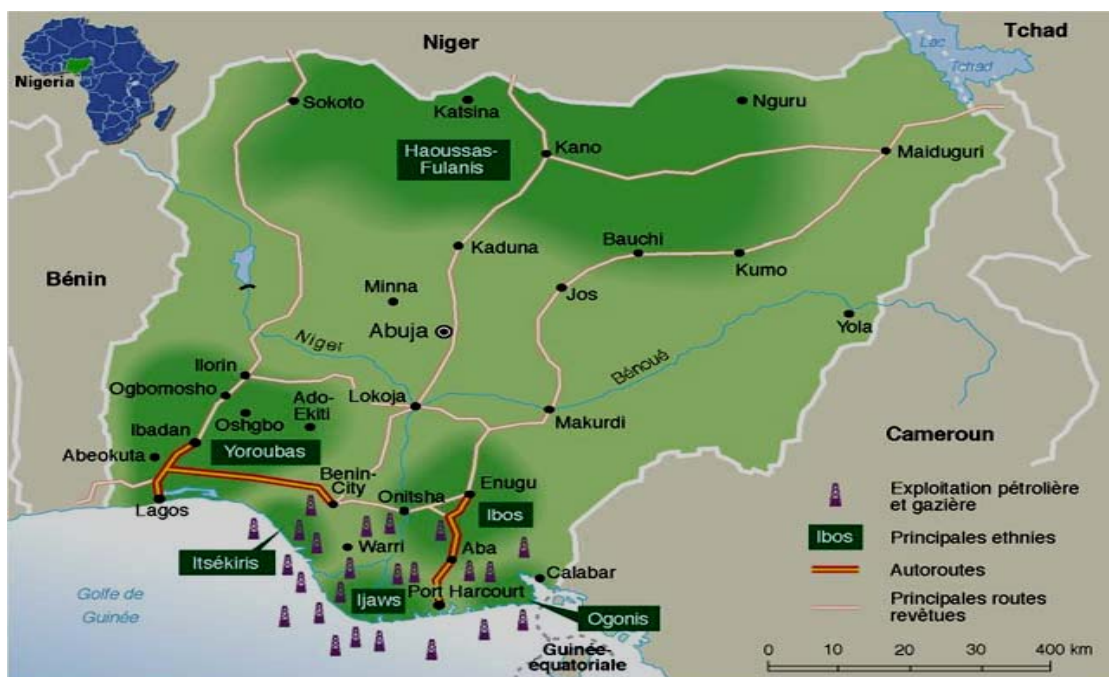 Niger
Tchad
Lac
Tchad
Nigeria
Sokoto
Katsina
Nguru
Haoussas-
Fulanis
Kano
Maiduguri
Kaduna
Bauchi
Kumo
Bénin
Minna
Jos
Abuja
Yola
Niger
Bénoué
Ilorin
Ogbomosho
Ado-
Ekiti
Lokoja
Oshgbo
Makurdi
Ibadan
Yoroubas
Cameroun
Abeokuta
Benin-
City
Enugu
Onitsha
Lagos
Ibos
Exploitation pétrolière
et gazière
Ibos
Principales ethnies
Itsékiris
Warri
Aba
Autoroutes
Calabar
Golfe de
Guinée
Ijaws
Port Harcourt
Ogonis
Principales routes
revêtues
Guinée-
équatoriale
0 10 20 30 400 km